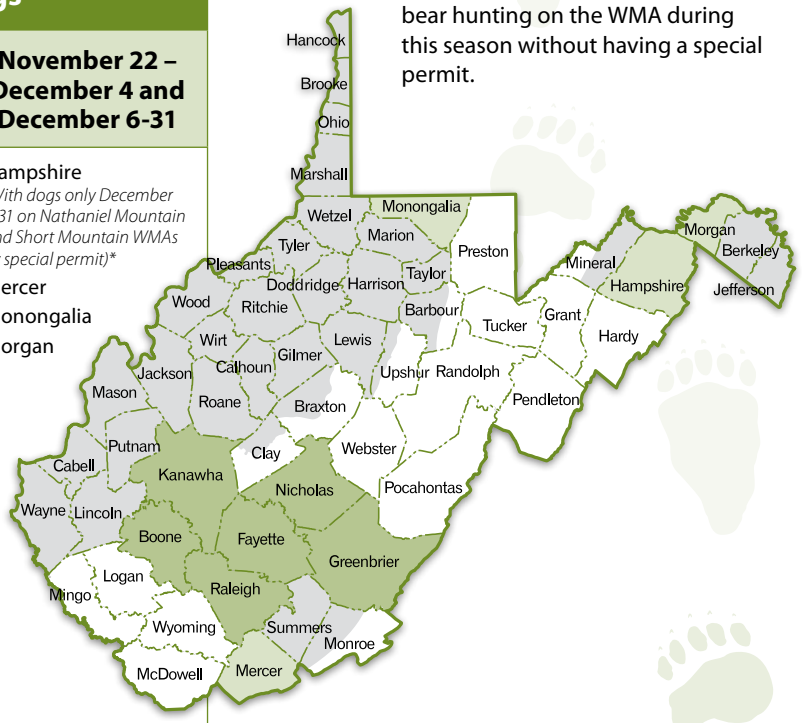 gs
November 22 –
December 4 and
December 6-31
ampshire
With dogs only December
31 on Nathaniel Mountain
nd Short Mountain WMAs
special permit)*
ercer
onongalia
organ
bear hunting on the WMA during
this season without having a special
permit.
Hancock
Brooke
Ohio
Marshall
Wetzel
Monongalia
Marion
Preston
Tyler
Pleasants
Doddridge
Harrison
Taylor
Barbour
Wood
Ritchie
Mineral
Hampshire
Morgan
Berkeley
Jefferson
Grant
Tucker
Hardy
Wirt
Lewis
Gilmer
Calhoun
Upshur
Randolph
Jackson
Mason
Roane
Braxton
Pendleton
Putnam
Clay
Webster
Cabell
Kanawha
Nicholas
Pocahontas
Wayne
Lincoln
Boone
Fayette
Greenbrier
Logan
Mingo
Raleigh
Wyoming
Summers
Monroe
McDowell
Mercer